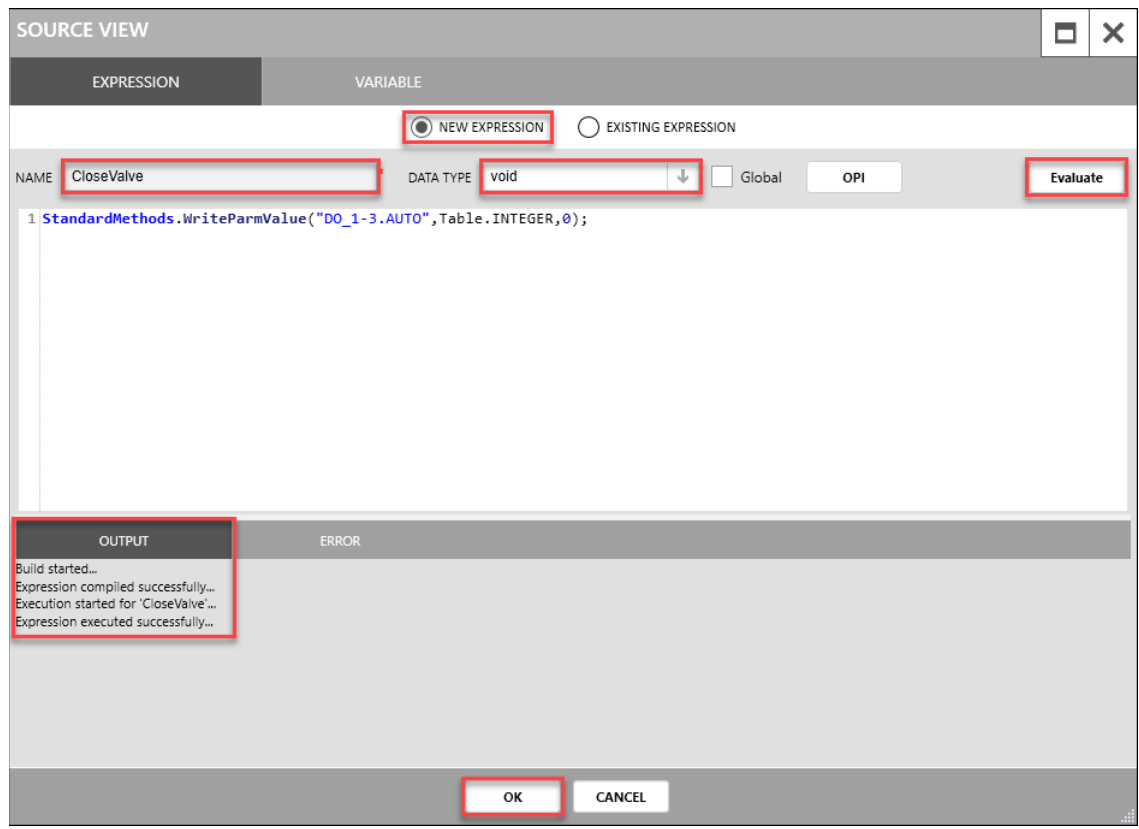 SOURCE VIEW
EXPRESSION VARIABLE
NEW EXPRESSION EXISTING EXPRESSION
NAME CloseValve * DATA TYPE void Global OPI Evaluate
1 StandardMethods.WriteParmValue("DO_1-3.AUTO",Table.INTEGER,0);
OUTPUT ERROR
Build started...
Expression compiled successfully...
Execution started for 'CloseValve'...
Expression executed successfully...
OK CANCEL